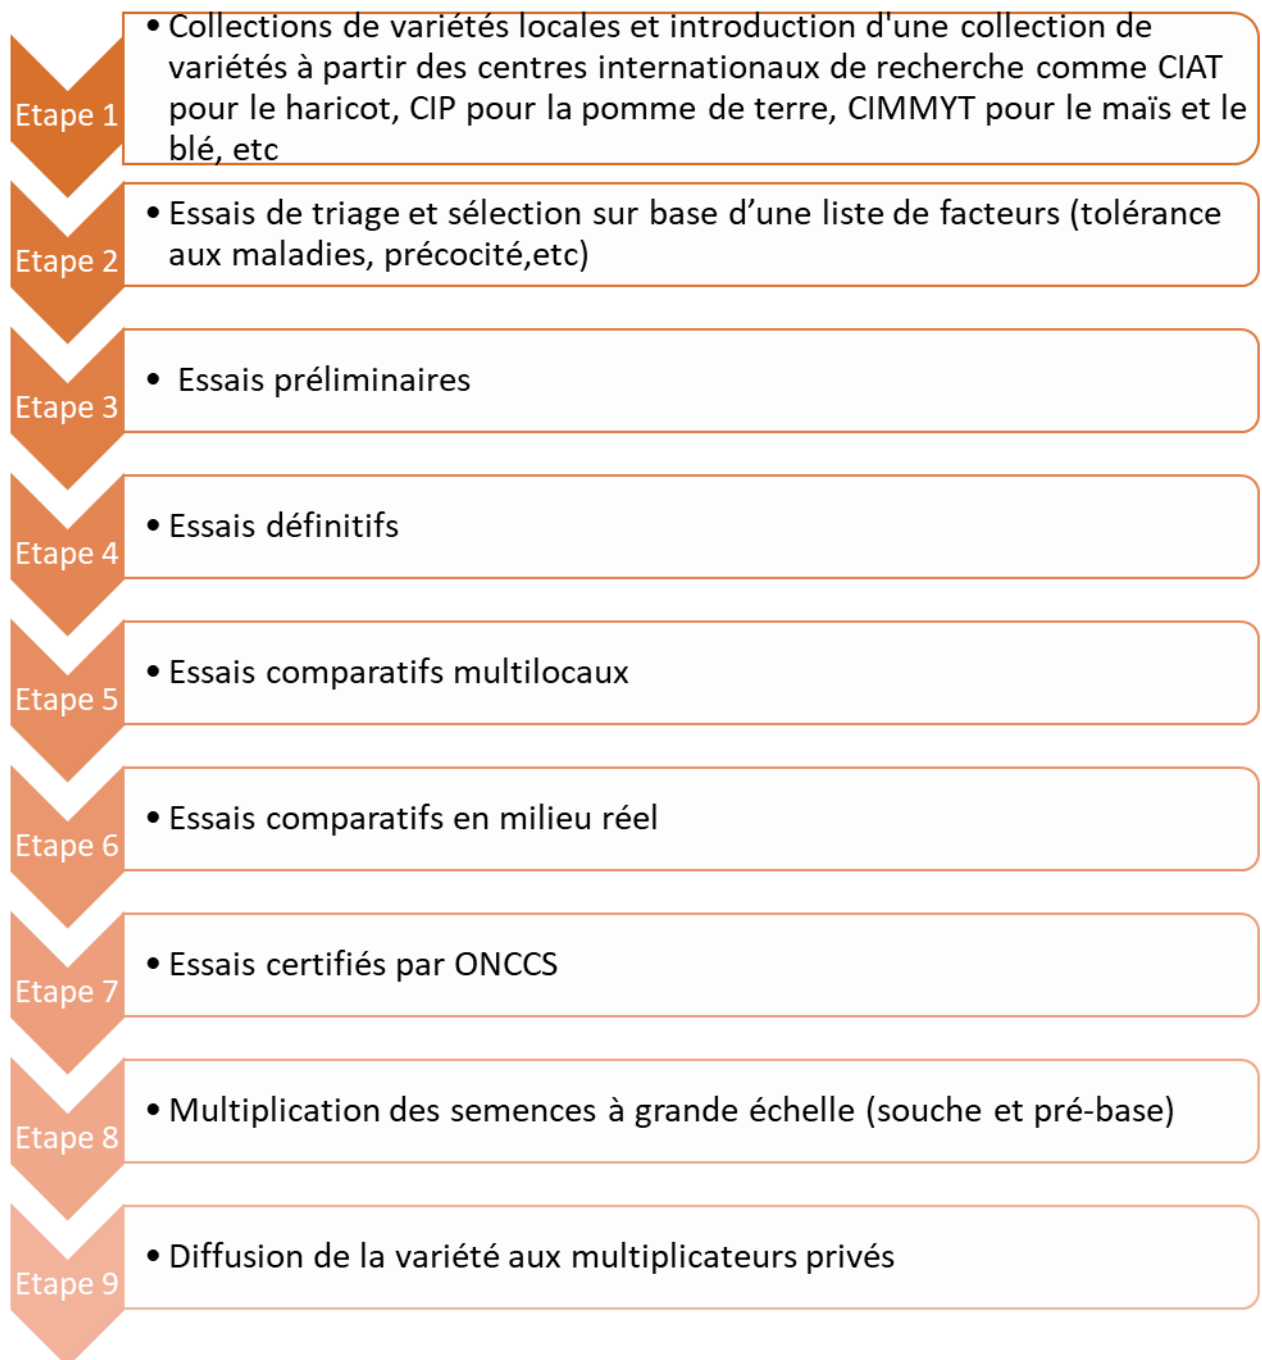 • Collections de variétés locales et introduction d'une collection de
variétés à partir des centres internationaux de recherche comme CIAT
pour le haricot, CIP pour la pomme de terre, CIMMYT pour le maïs et le
blé, etc
Etape 1
• Essais de triage et sélection sur base d’une liste de facteurs (tolérance
aux maladies, précocité,etc)
Etape 2
• Essais préliminaires
Etape 3
• Essais définitifs
Etape 4
• Essais comparatifs multilocaux
Etape 5
• Essais comparatifs en milieu réel
Etape 6
• Essais certifiés par ONCCS
Etape 7
• Multiplication des semences à grande échelle (souche et pré-base)
Etape 8
• Diffusion de la variété aux multiplicateurs privés
Etape 9